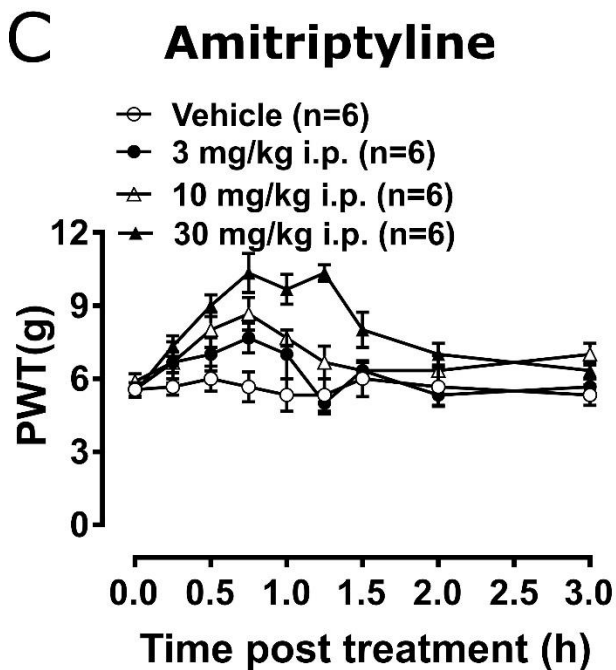 C Amitriptyline
Vehicle (n=6)
3 mg/kg i.p. (n=6)
10 mg/kg i.p. (n=6)
30 mg/kg i.p. (n=6)
12
9
6
3
0
PWT(g)
0.0 0.5 1.0 1.5 2.0 2.5 3.0
Time post treatment (h)